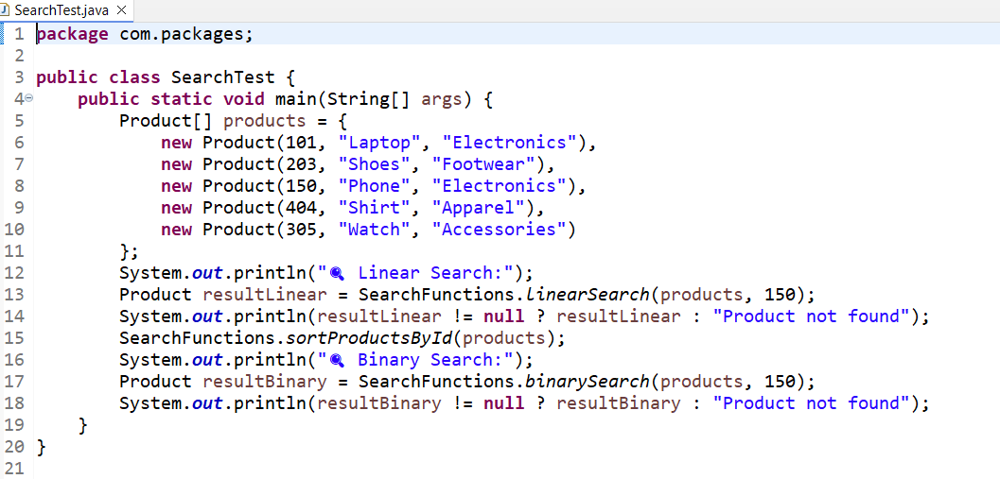 SearchTest.java
1 package com.packages;
2
3 public class SearchTest {
4 public static void main(String[] args) {
5 Product[] products = {
6 new Product(101, "Laptop", "Electronics"),
7 new Product(203, "Shoes", "Footwear"),
8 new Product(150, "Phone", "Electronics"),
9 new Product(404, "Shirt", "Apparel"),
10 new Product(305, "Watch", "Accessories")
11 };
12 System.out.println("🔍 Linear Search:");
13 Product resultLinear = SearchFunctions.linearSearch(products, 150);
14 System.out.println(resultLinear != null ? resultLinear : "Product not found");
15 SearchFunctions.sortProductsById(products);
16 System.out.println("🔍 Binary Search:");
17 Product resultBinary = SearchFunctions.binarySearch(products, 150);
18 System.out.println(resultBinary != null ? resultBinary : "Product not found");
19 }
20 }
21